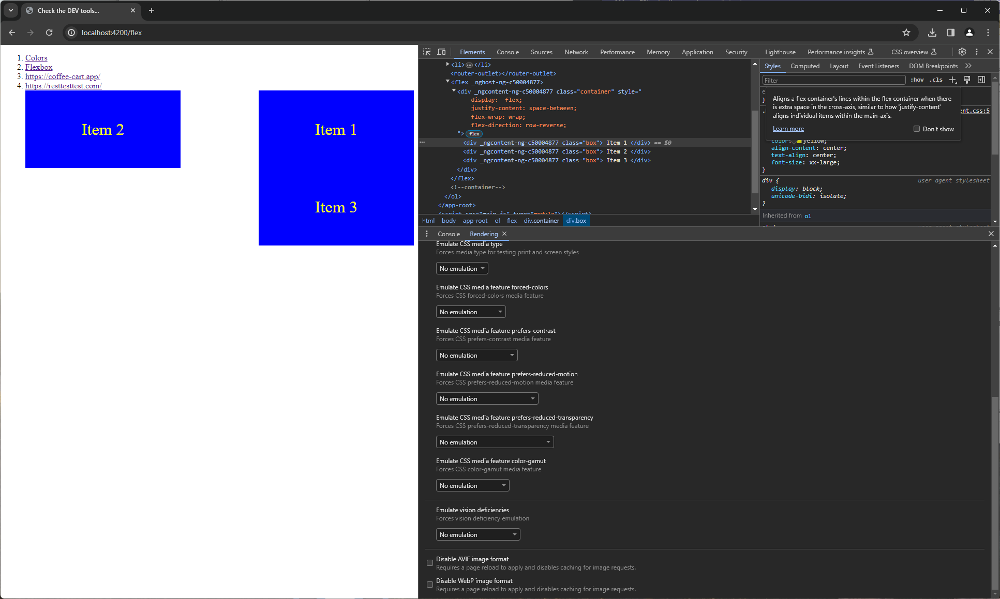 Check the DEV tools...
localhost:4200/flex
1. Colors
2. Flexbox
3. https://coffee-cart.app/
4. https://resttesttest.com/
Item 2
Item 1
Item 3
Elements Console Sources Network Performance Memory Application Security Lighthouse Performance insights CSS overview
<li> ••• </li>
<router-outlet></router-outlet>
<flex _nghost-ng-c50004877>
<div _ngcontent-ng-c50004877 class="container" style="
display: flex;
justify-content: space-between;
flex-wrap: wrap;
flex-direction: row-reverse;
"> flex
<div _ngcontent-ng-c50004877 class="box"> Item 1 </div> == $0
<div _ngcontent-ng-c50004877 class="box"> Item 2 </div>
<div _ngcontent-ng-c50004877 class="box"> Item 3 </div>
</div>
</flex>
<!--container-->
</ol>
</app-root>
<script src="main.js" type="module"></script>
html body app-root ol flex div.container div.box
Styles Computed Layout Event Listeners DOM Breakpoints
Filter :hov .cls
}
Aligns a flex container's lines within the flex container when there
is extra space in the cross-axis, similar to how 'justify-content'
aligns individual items within the main-axis.
Learn more Don't show
ent.css:5
color: yellow;
align-content: center;
text-align: center;
font-size: xx-large;
}
div { user agent stylesheet
display: block;
unicode-bidi: isolate;
}
Inherited from ol
Console Rendering
Emulate CSS media type
Forces media type for testing print and screen styles
No emulation
Emulate CSS media feature forced-colors
Forces CSS forced-colors media feature
No emulation
Emulate CSS media feature prefers-contrast
Forces CSS prefers-contrast media feature
No emulation
Emulate CSS media feature prefers-reduced-motion
Forces CSS prefers-reduced-motion media feature
No emulation
Emulate CSS media feature prefers-reduced-transparency
Forces CSS prefers-reduced-transparency media feature
No emulation
Emulate CSS media feature color-gamut
Forces CSS color-gamut media feature
No emulation
Emulate vision deficiencies
Forces vision deficiency emulation
No emulation
Disable AVIF image format
Requires a page reload to apply and disables caching for image requests.
Disable WebP image format
Requires a page reload to apply and disables caching for image requests.